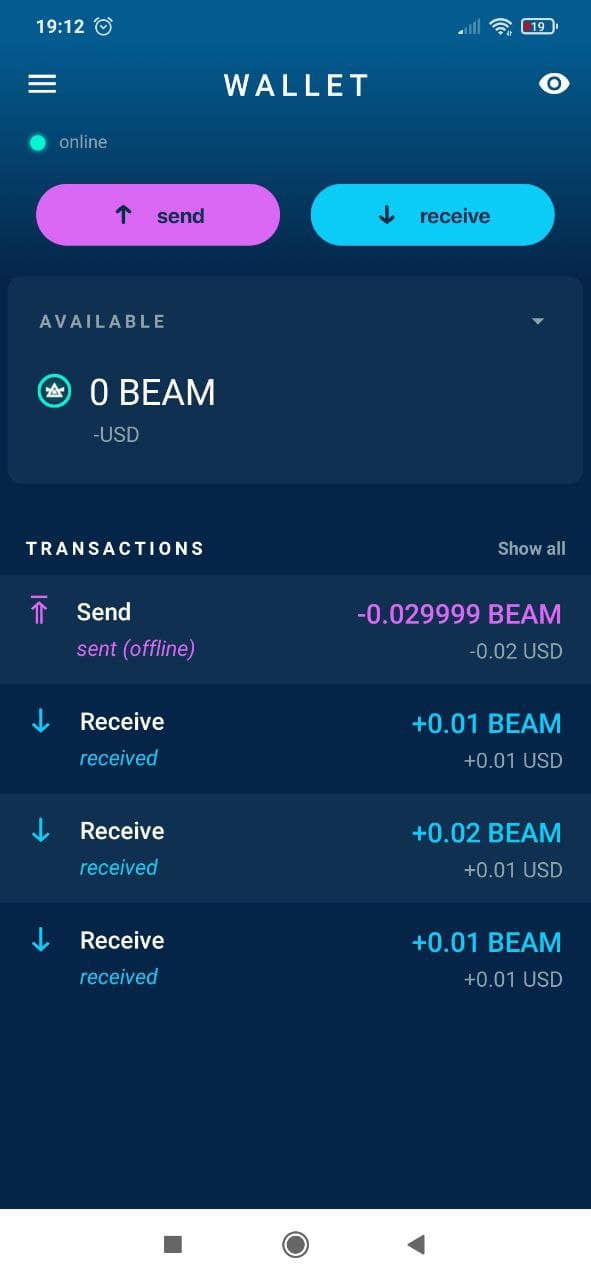 19:12
19
WALLET
online
send
receive
AVAILABLE
0 BEAM
-USD
TRANSACTIONS
Show all
Send
-0.029999 BEAM
sent (offline)
-0.02 USD
Receive
+0.01 BEAM
received
+0.01 USD
Receive
+0.02 BEAM
received
+0.01 USD
Receive
+0.01 BEAM
received
+0.01 USD